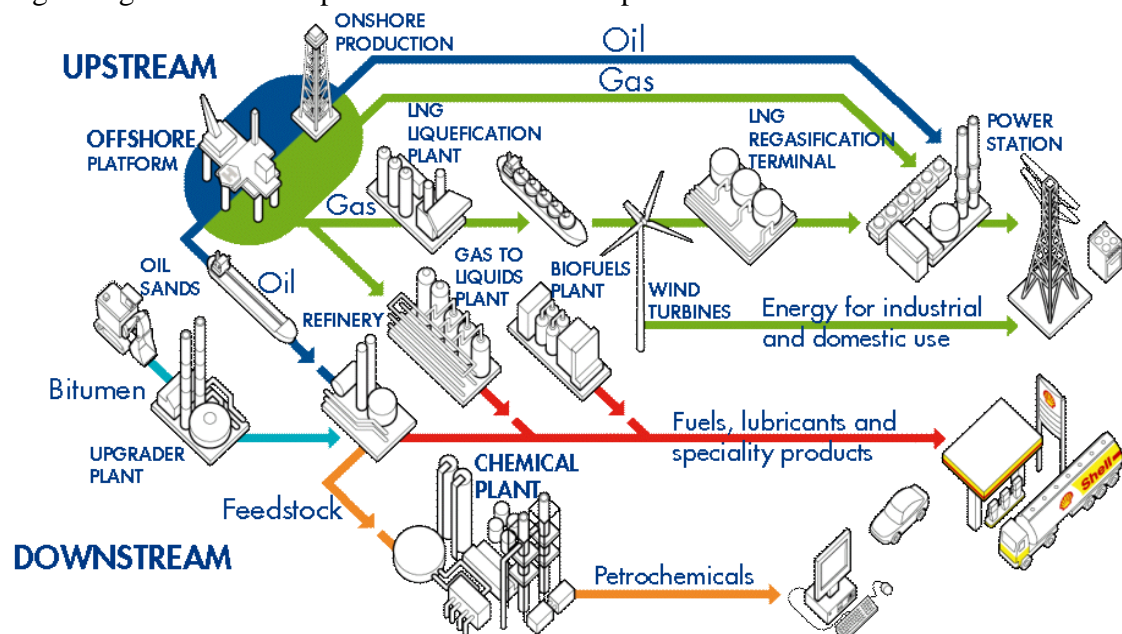 ONSHORE
PRODUCTION
Oil
UPSTREAM
Gas
LNG
LIQUEFICATION
PLANT
LNG
REGASIFICATION
TERMINAL
POWER
STATION
OFFSHORE
PLATFORM
Gas
OIL
SANDS
Oil
GAS TO
LIQUIDS
PLANT
BIOFUELS
PLANT
WIND
TURBINES
REFINERY
Energy for industrial
and domestic use
Bitumen
UPGRADER
PLANT
Fuels, lubricants and
speciality products
CHEMICAL
PLANT
Feedstock
Shell
DOWNSTREAM
Petrochemicals